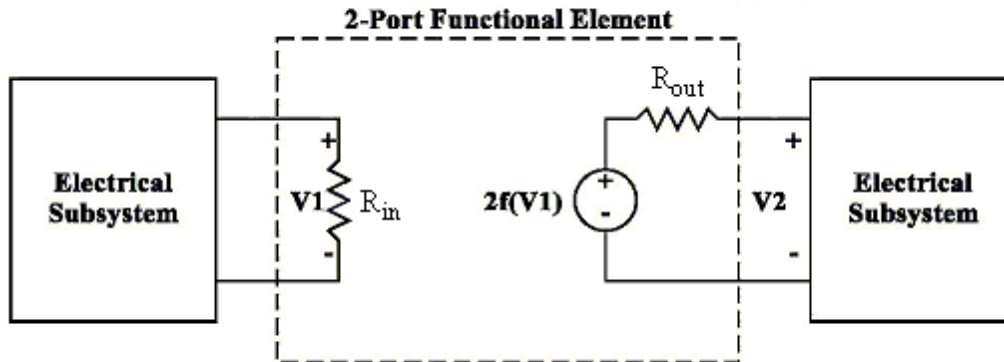 2-Port Functional Element
R_out
+
+
+
Electrical
Subsystem
V1
R_in
2f(V1)
V2
Electrical
Subsystem
-
-
-